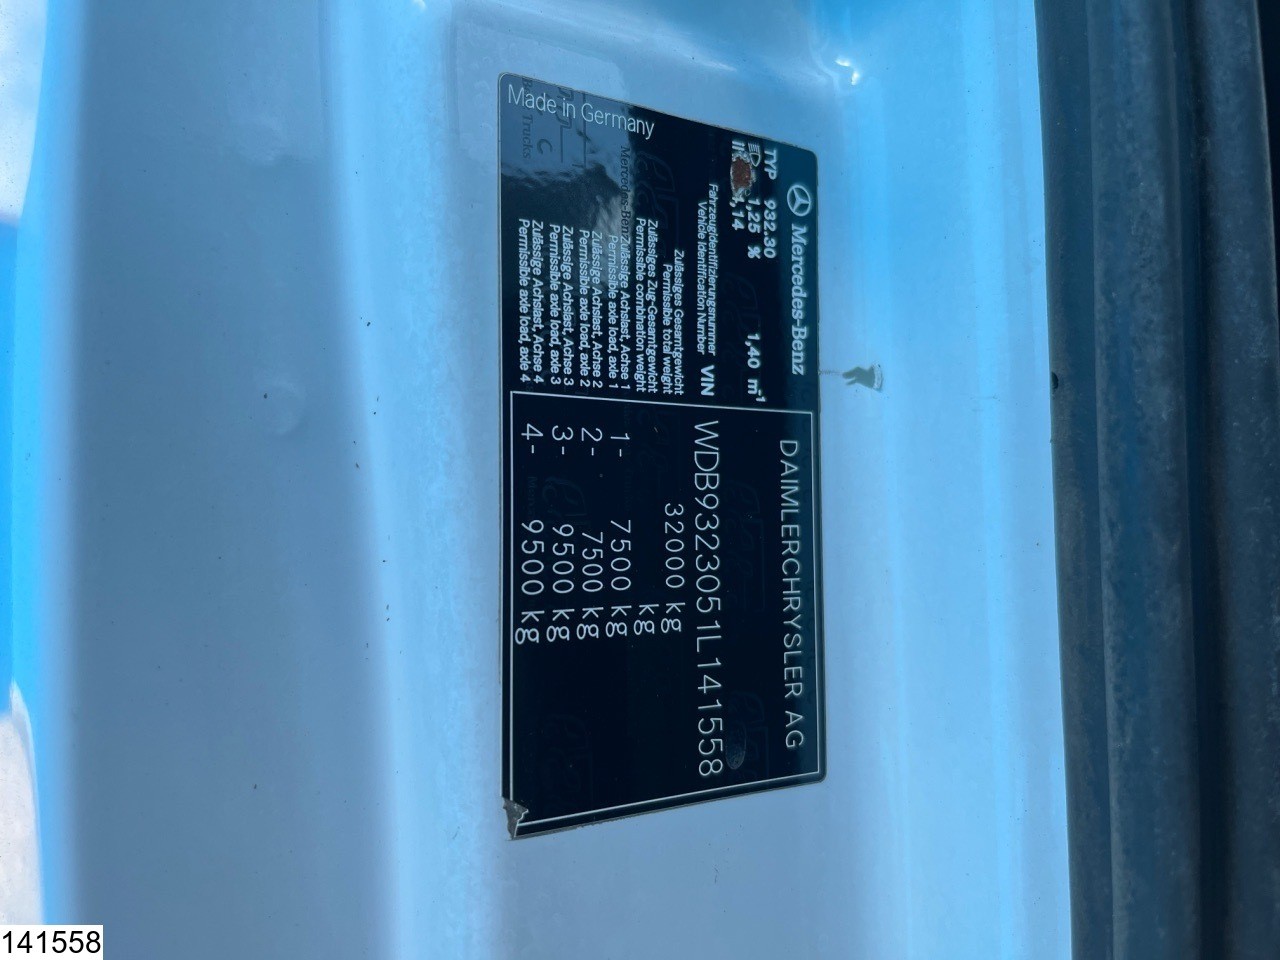 Mercedes-Benz
DAIMLERCHRYSLER AG
TYP 932.30
1,25 % 1,40 m-1
Fahrzeugidentifizierungsnummer
Vehicle Identification Number VIN WDB9323051L141558
Zulässiges Gesamtgewicht
Permissible total weight 32000 kg
Zulässiges Zug-Gesamtgewicht
Permissible combination weight kg
Zulässige Achslast, Achse 1
Permissible axle load, axle 1 1- 7500 kg
Zulässige Achslast, Achse 2
Permissible axle load, axle 2 2- 7500 kg
Zulässige Achslast, Achse 3
Permissible axle load, axle 3 3- 9500 kg
Zulässige Achslast, Achse 4
Permissible axle load, axle 4 4- 9500 kg
Made in Germany
141558